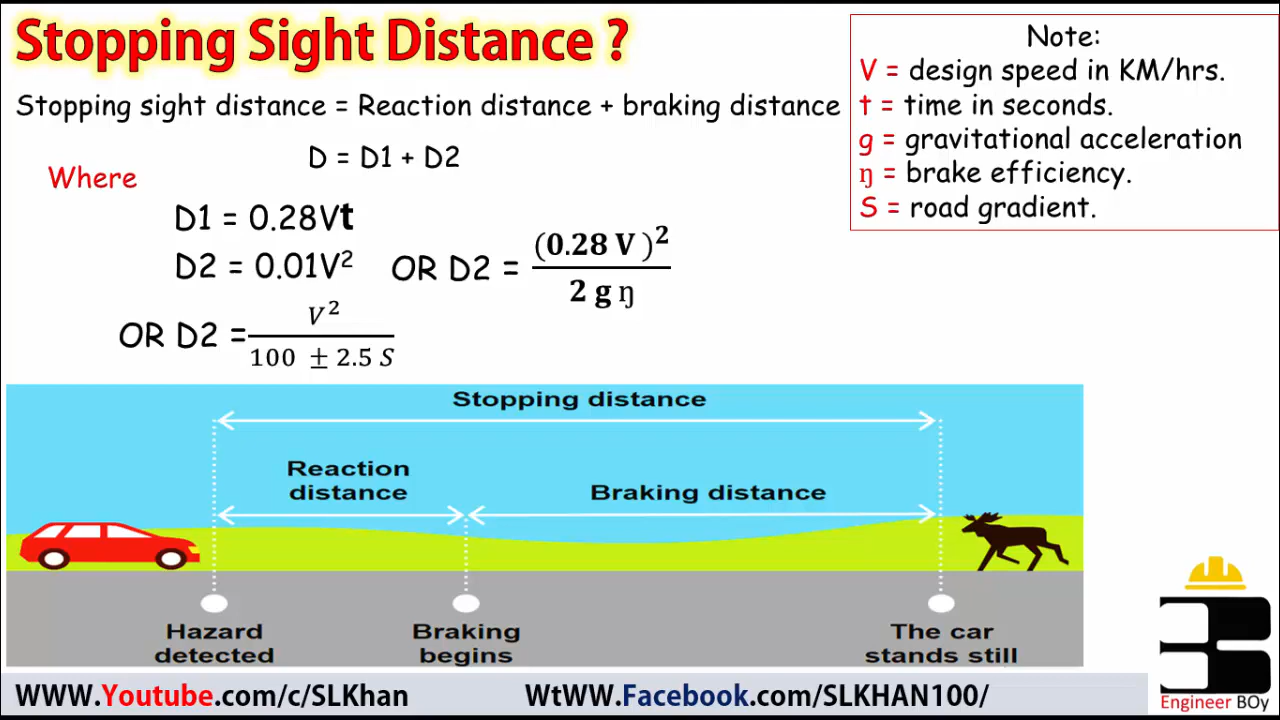 Stopping Sight Distance ?
Stopping sight distance = Reaction distance + braking distance
D = D1 + D2
Where
D1 = 0.28Vt
D2 = 0.01V² OR D2 = (0.28 V )² / 2 g ŋ
OR D2 = V² / 100 ± 2.5 S
Note:
V = design speed in KM/hrs.
t = time in seconds.
g = gravitational acceleration
ŋ = brake efficiency.
S = road gradient.
Stopping distance
Reaction
distance
Braking distance
Hazard
detected
Braking
begins
The car
stands still
WWW.Youtube.com/c/SLKhan
WtWW.Facebook.com/SLKHAN100/
Engineer BOy